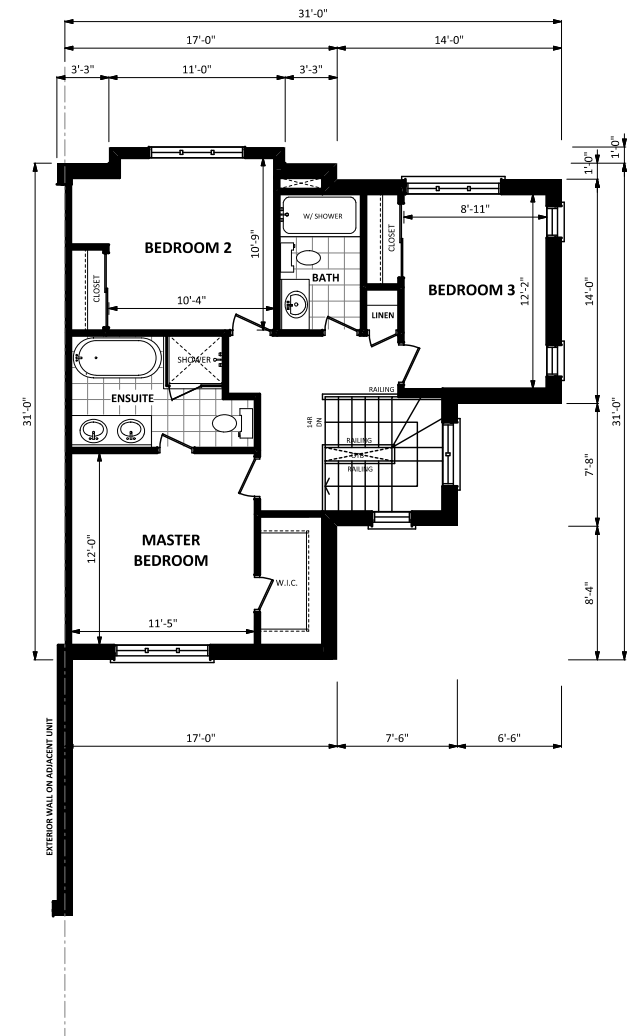 31'-0"
17'-0"
14'-0"
3'-3"
11'-0"
3'-3"
1'-0"
1'-0"
W/ SHOWER
8'-11"
BEDROOM 2
10'-9"
CLOSET
BATH
CLOSET
BEDROOM 3
12'-2"
14'-0"
10'-4"
LINEN
SHOWER
ENSUITE
RAILING
14R
DN
31'-0"
31'-0"
RAILING
RAILING
7'-8"
12'-0"
MASTER
BEDROOM
W.I.C.
8'-4"
11'-5"
17'-0"
7'-6"
6'-6"
EXTERIOR WALL ON ADJACENT UNIT